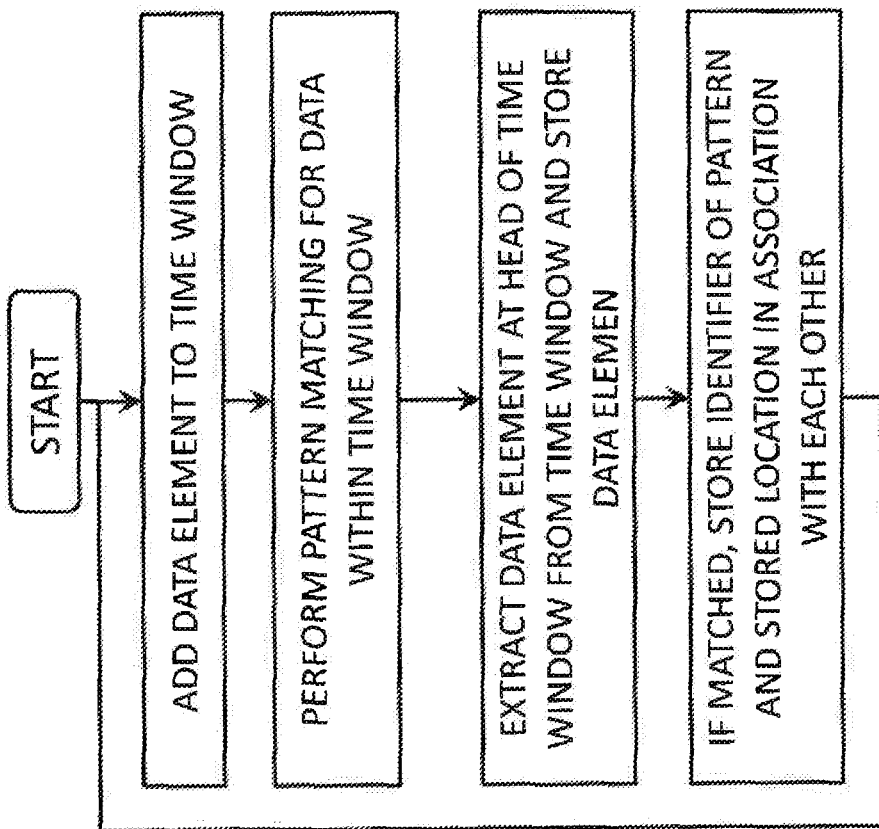 START
ADD DATA ELEMENT TO TIME WINDOW
PERFORM PATTERN MATCHING FOR DATA
WITHIN TIME WINDOW
EXTRACT DATA ELEMENT AT HEAD OF TIME
WINDOW FROM TIME WINDOW AND STORE
DATA ELEMEN
IF MATCHED, STORE IDENTIFIER OF PATTERN
AND STORED LOCATION IN ASSOCIATION
WITH EACH OTHER